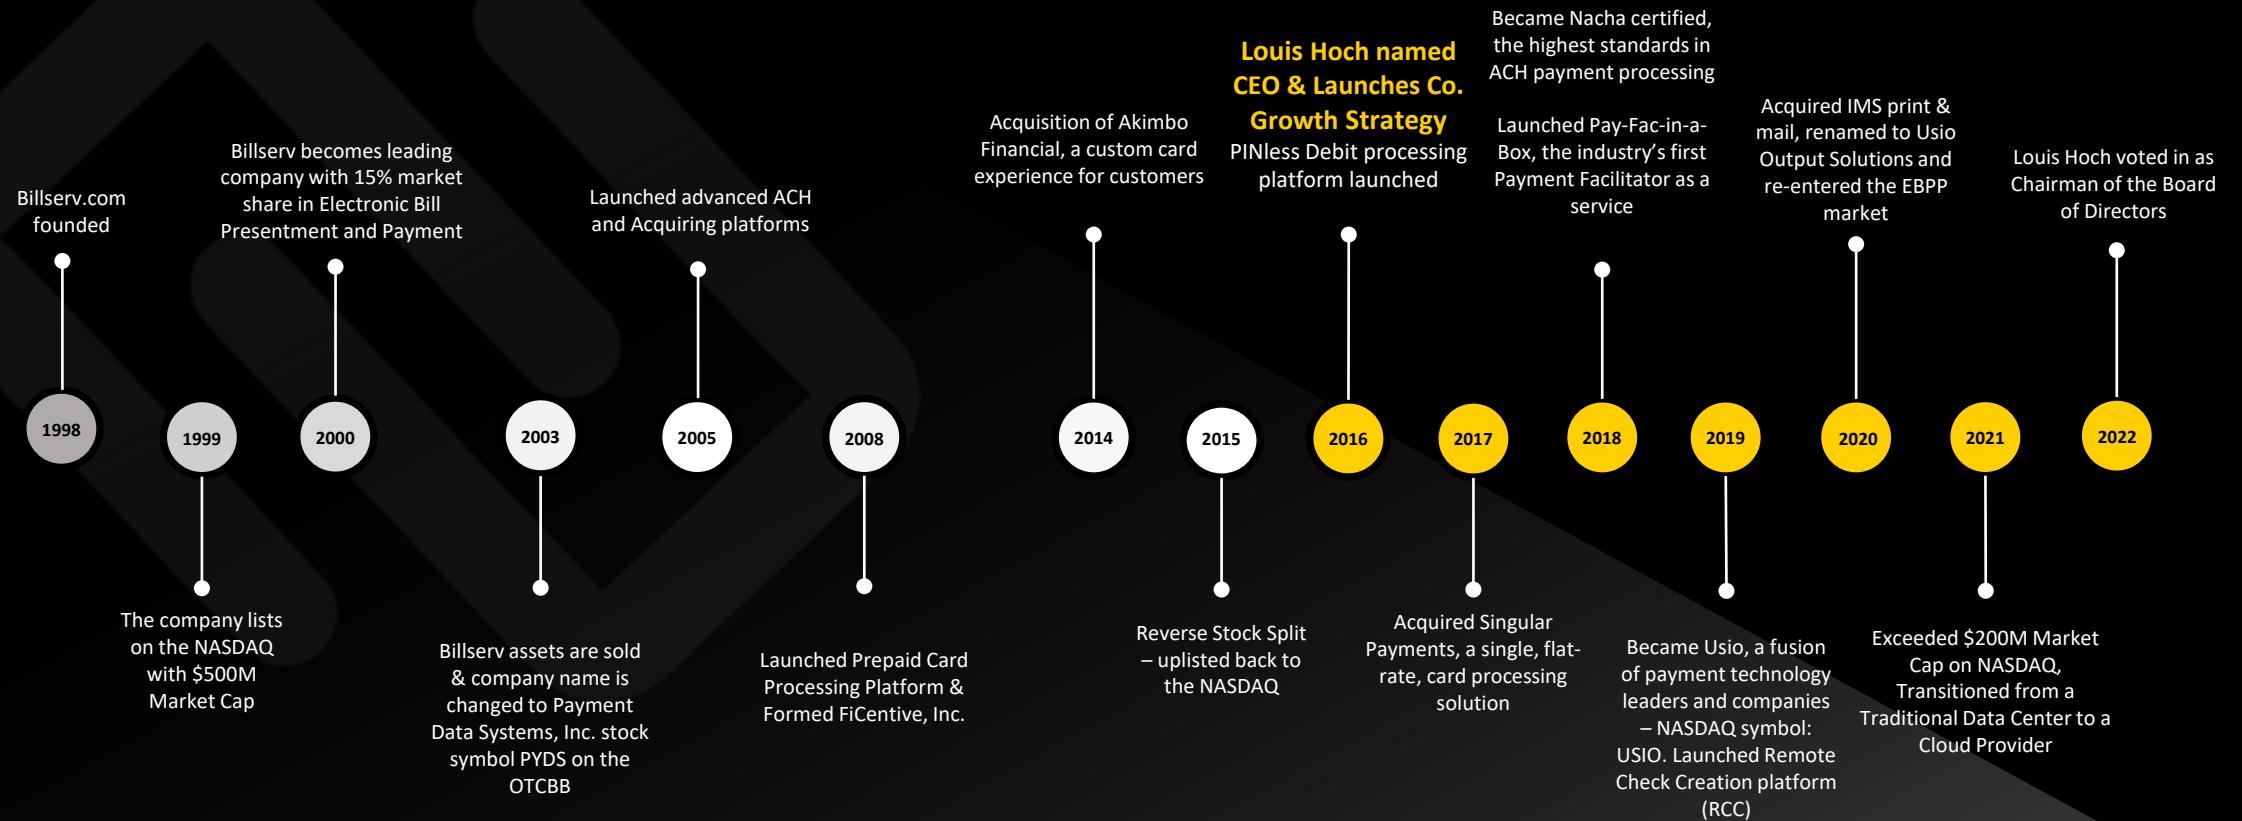 Billserv.com
founded
1998
1999
The company lists
on the NASDAQ
with $500M
Market Cap
Billserv becomes leading
company with 15% market
share in Electronic Bill
Presentment and Payment
2000
2003
Billserv assets are sold
& company name is
changed to Payment
Data Systems, Inc. stock
symbol PYDS on the
OTCBB
Launched advanced ACH
and Acquiring platforms
2005
2008
Launched Prepaid Card
Processing Platform &
Formed FiCentive, Inc.
Acquisition of Akimbo
Financial, a custom card
experience for customers
2014
2015
Reverse Stock Split
– uplisted back to
the NASDAQ
Louis Hoch named
CEO & Launches Co.
Growth Strategy
PINless Debit processing
platform launched
2016
2017
Acquired Singular
Payments, a single, flat-
rate, card processing
solution
Became Nacha certified,
the highest standards in
ACH payment processing
Launched Pay-Fac-in-a-
Box, the industry’s first
Payment Facilitator as a
service
2018
2019
Became Usio, a fusion
of payment technology
leaders and companies
– NASDAQ symbol:
USIO. Launched Remote
Check Creation platform
(RCC)
Acquired IMS print &
mail, renamed to Usio
Output Solutions and
re-entered the EBPP
market
2020
2021
Exceeded $200M Market
Cap on NASDAQ,
Transitioned from a
Traditional Data Center to a
Cloud Provider
Louis Hoch voted in as
Chairman of the Board
of Directors
2022